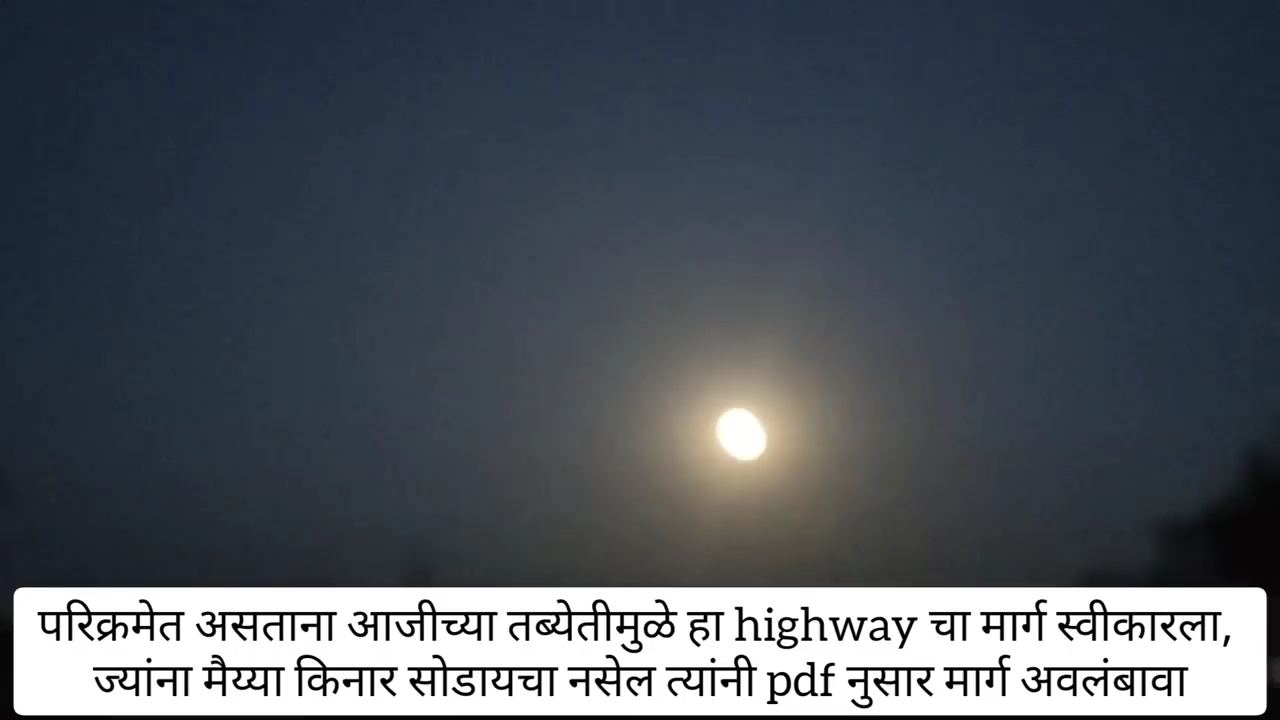 परिक्रमेत असताना आजीच्या तब्येतीमुळे हा highway चा मार्ग स्वीकारला,
ज्यांना मैय्या किनार सोडायचा नसेल त्यांनी pdf नुसार मार्ग अवलंबावा